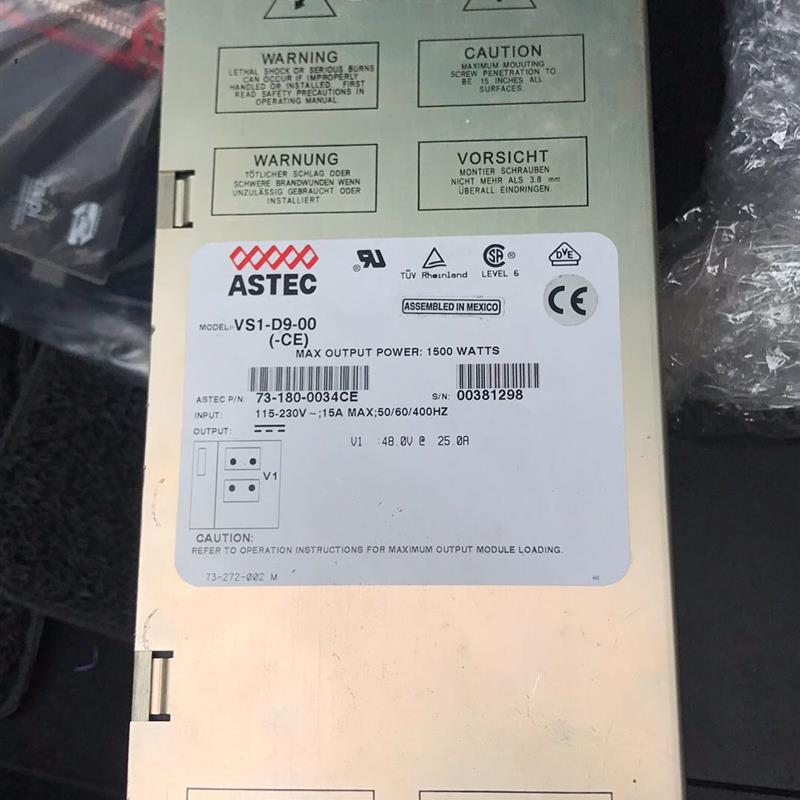 WARNING
LETHAL SHOCK OR SERIOUS BURNS
CAN OCCUR IF IMPROPERLY
HANDLED OR INSTALLED. FIRST
READ SAFETY PRECAUTIONS IN
OPERATING MANUAL.
CAUTION
MAXIMUM MOUUTING
SCREW PENETRATION TO
BE 15 INCHES ALL
SURFACES.
WARNUNG
TÖTLICHER SCHLAG ODER
SCHWERE BRANDWUNDEN WENN
UNZULÄSSIG GEBRAUCHT ODER
INSTALLIERT
VORSICHT
MONTIER SCHRAUBEN
NICHT MEHR ALS 3.8 mm
ÜBERALL EINDRINGEN.
ASTEC
RU ®
TÜV Rheinland
SA ®
LEVEL 6
DVE
ASSEMBLED IN MEXICO
CE
MODEL: VS1-D9-00
(-CE)
MAX OUTPUT POWER: 1500 WATTS
ASTEC P/N: 73-180-0034CE
S/N: 00381298
INPUT: 115-230V ~;15A MAX;50/60/400HZ
OUTPUT:
V1 :48.0V @ 25.0A
V1
CAUTION:
REFER TO OPERATION INSTRUCTIONS FOR MAXIMUM OUTPUT MODULE LOADING.
73-272-002 M
HI